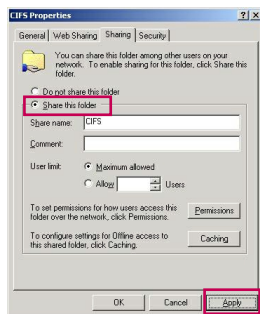 CIFS Properties
? X
General Web Sharing Sharing Security
You can share this folder among other users on your
network. To enable sharing for this folder, click Share this
folder.
Do not share this folder
Share this folder
Share name: CIFS
Comment:
User limit: Maximum allowed
Allow Users
To set permissions for how users access this
folder over the network, click Permissions.
Permissions
To configure settings for Offline access to
this shared folder, click Caching.
Caching
OK Cancel Apply